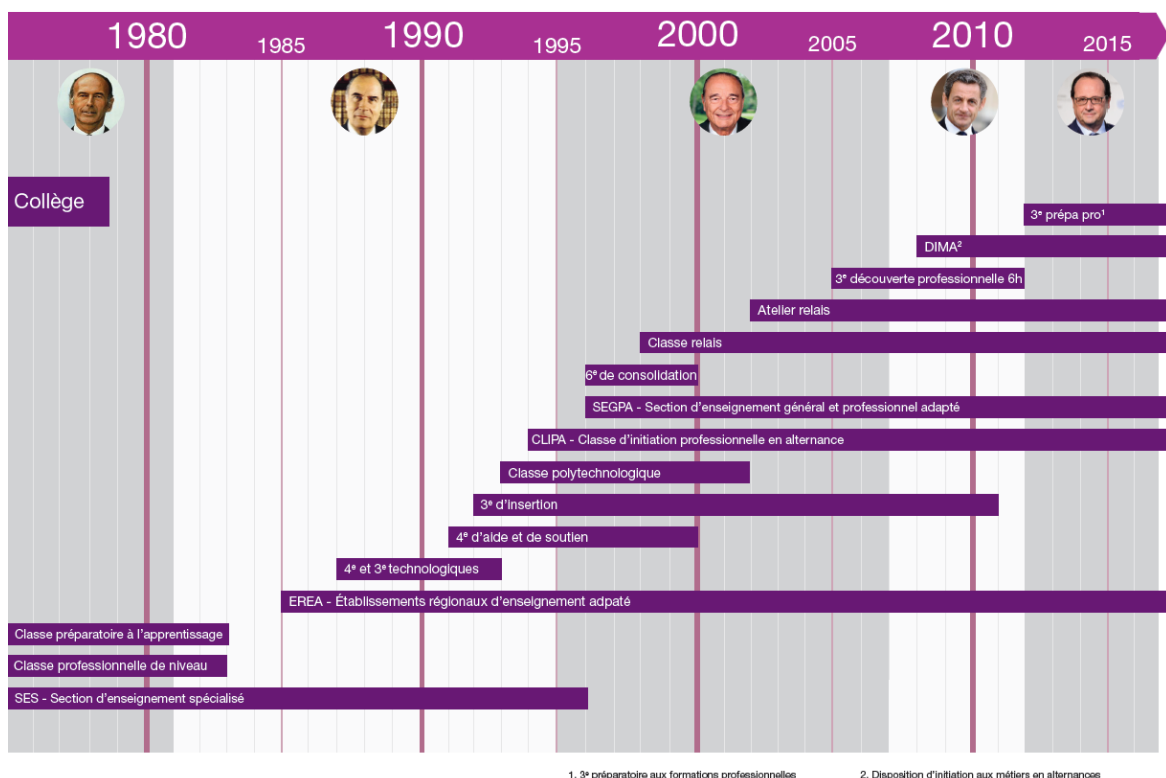 1980 1985 1990 1995 2000 2005 2010 2015
Collège
3e prépa pro¹
DIMA²
3e découverte professionnelle 6h
Atelier relais
Classe relais
6e de consolidation
SEGPA - Section d'enseignement général et professionnel adapté
CLIPA - Classe d'initiation professionnelle en alternance
Classe polytechnologique
3e d'insertion
4e d'aide et de soutien
4e et 3e technologiques
EREA - Établissements régionaux d'enseignement adpaté
Classe préparatoire à l'apprentissage
Classe professionnelle de niveau
SES - Section d'enseignement spécialisé
1. 3e préparatoire aux formations professionnelles 2. Disposition d'initiation aux métiers en alternances